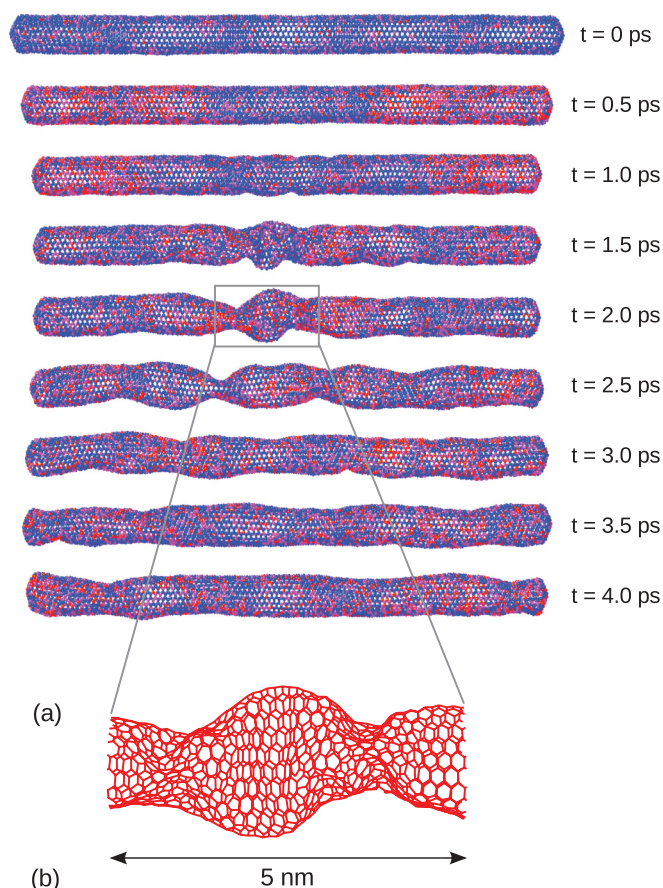 t = 0 ps
t = 0.5 ps
t = 1.0 ps
t = 1.5 ps
t = 2.0 ps
t = 2.5 ps
t = 3.0 ps
t = 3.5 ps
t = 4.0 ps
(a)
5 nm
(b)